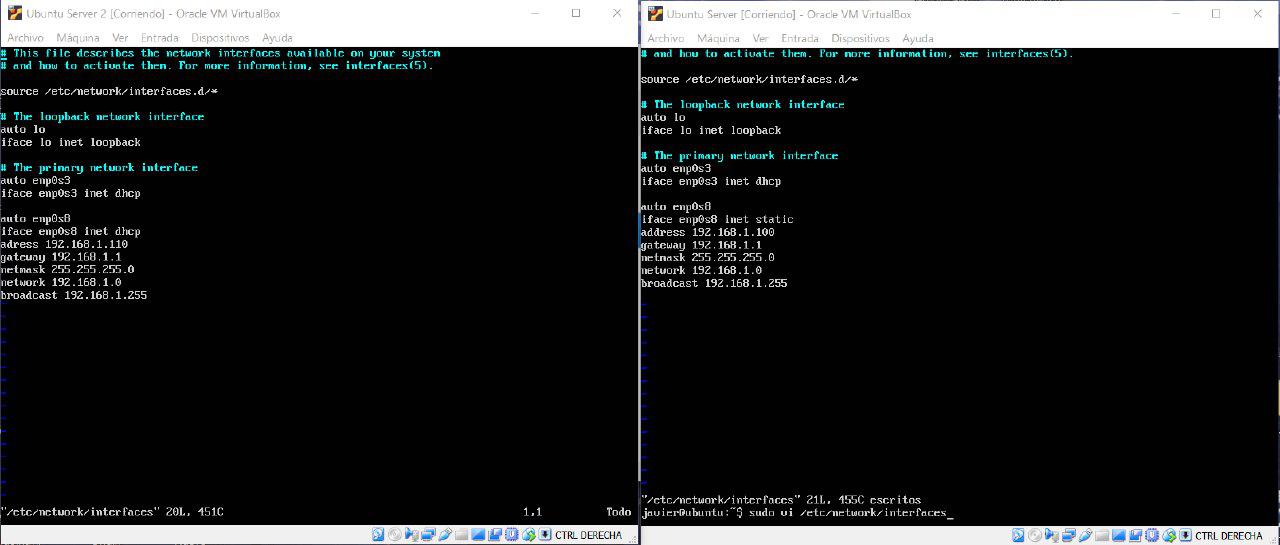 Ubuntu Server 2 [Corriendo] - Oracle VM VirtualBox
Archivo Máquina Ver Entrada Dispositivos Ayuda
# This file describes the network interfaces available on your system
# and how to activate them. For more information, see interfaces(5).
source /etc/network/interfaces.d/*
# The loopback network interface
auto lo
iface lo inet loopback
# The primary network interface
auto enp0s3
iface enp0s3 inet dhcp
auto enp0s8
iface enp0s8 inet dhcp
adress 192.168.1.110
gateway 192.168.1.1
netmask 255.255.255.0
network 192.168.1.0
broadcast 192.168.1.255
"/etc/network/interfaces" 20L, 451C 1,1 Todo
CTRL DERECHA
Ubuntu Server [Corriendo] - Oracle VM VirtualBox
Archivo Máquina Ver Entrada Dispositivos Ayuda
# and how to activate them. For more information, see interfaces(5).
source /etc/network/interfaces.d/*
# The loopback network interface
auto lo
iface lo inet loopback
# The primary network interface
auto enp0s3
iface enp0s3 inet dhcp
auto enp0s8
iface enp0s8 inet static
address 192.168.1.100
gateway 192.168.1.1
netmask 255.255.255.0
network 192.168.1.0
broadcast 192.168.1.255
"/etc/network/interfaces" 21L, 455C escritos
javier@ubuntu:~$ sudo vi /etc/network/interfaces_
CTRL DERECHA